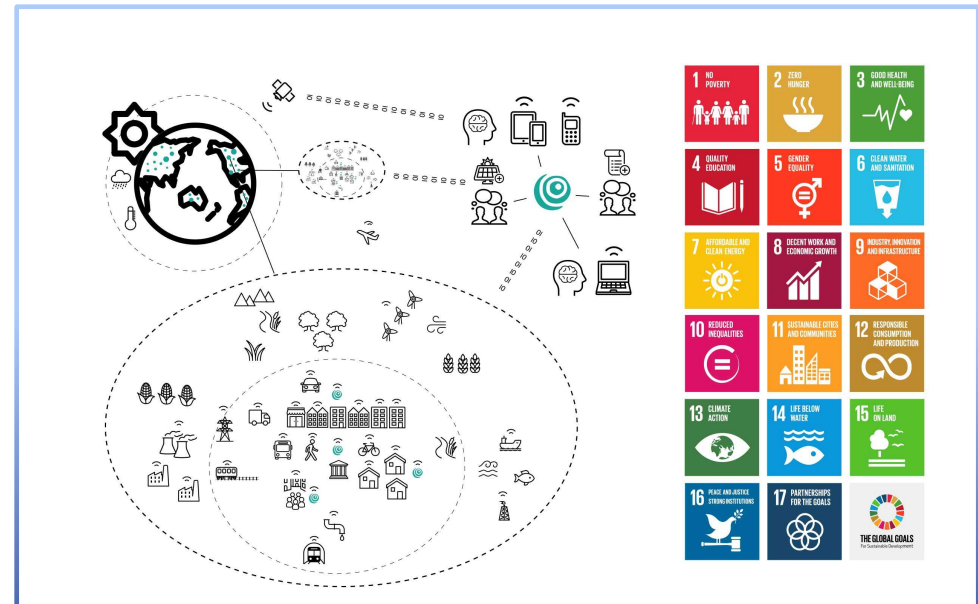 1 NO
POVERTY
2 ZERO
HUNGER
3 GOOD HEALTH
AND WELL-BEING
4 QUALITY
EDUCATION
5 GENDER
EQUALITY
6 CLEAN WATER
AND SANITATION
7 AFFORDABLE AND
CLEAN ENERGY
8 DECENT WORK AND
ECONOMIC GROWTH
9 INDUSTRY, INNOVATION
AND INFRASTRUCTURE
10 REDUCED
INEQUALITIES
11 SUSTAINABLE CITIES
AND COMMUNITIES
12 RESPONSIBLE
CONSUMPTION
AND PRODUCTION
13 CLIMATE
ACTION
14 LIFE BELOW
WATER
15 LIFE
ON LAND
16 PEACE AND JUSTICE
STRONG INSTITUTIONS
17 PARTNERSHIPS
FOR THE GOALS
THE GLOBAL GOALS
For Sustainable Development